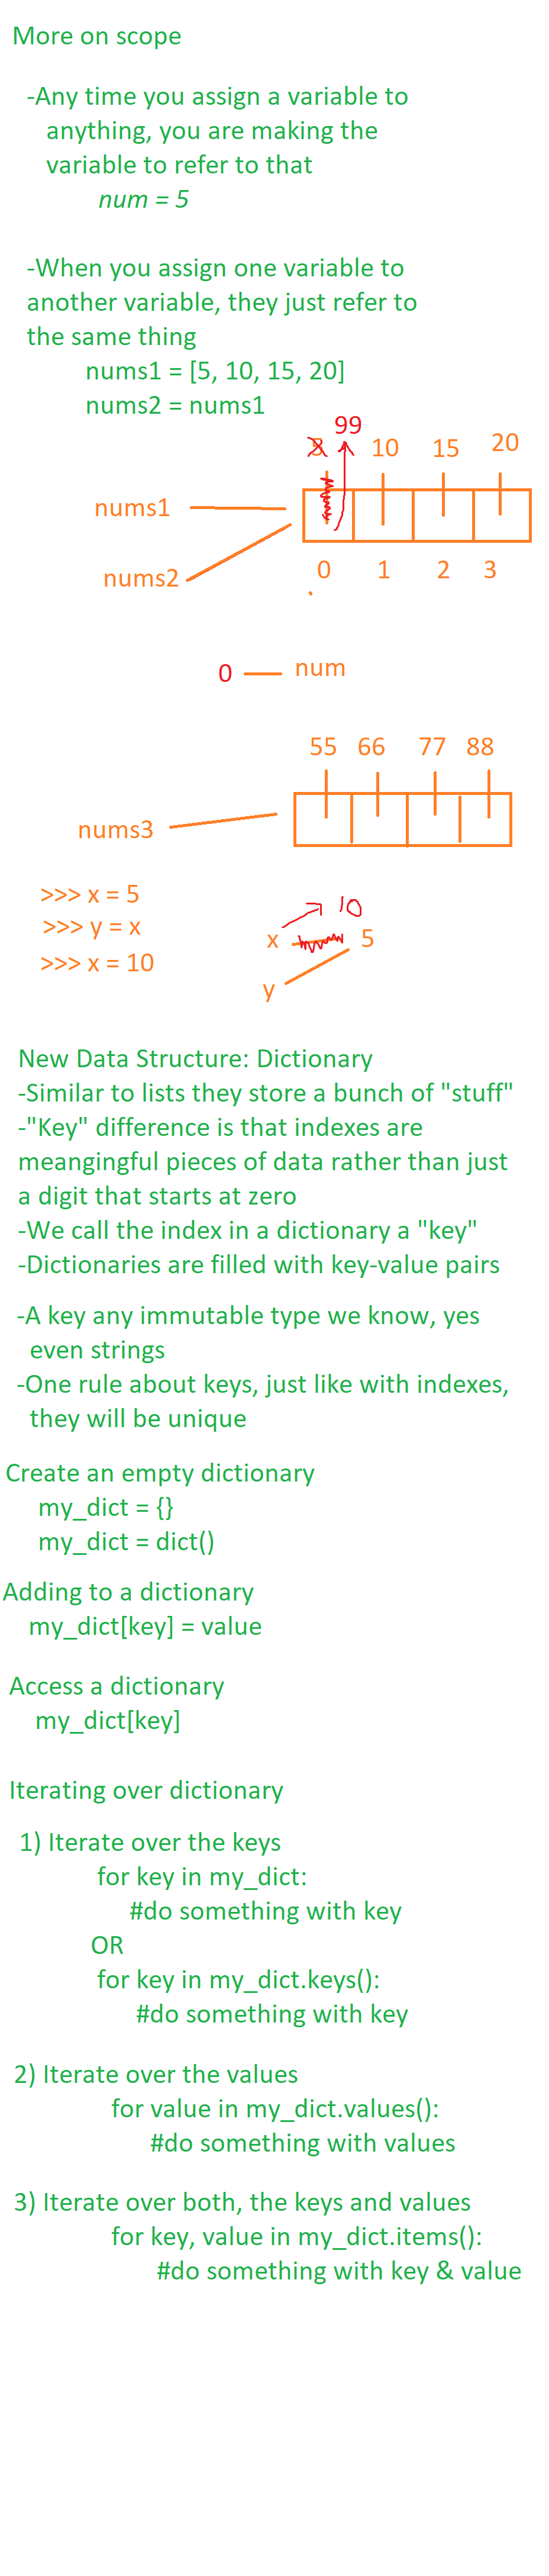 More on scope
-Any time you assign a variable to
anything, you are making the
variable to refer to that
num = 5
-When you assign one variable to
another variable, they just refer to
the same thing
nums1 = [5, 10, 15, 20]
nums2 = nums1
99
5 10 15 20
nums1
nums2
0 1 2 3
0 num
55 66 77 88
nums3
>>> x = 5
>>> y = x
>>> x = 10
10
x 5
y
New Data Structure: Dictionary
-Similar to lists they store a bunch of "stuff"
-"Key" difference is that indexes are
meangingful pieces of data rather than just
a digit that starts at zero
-We call the index in a dictionary a "key"
-Dictionaries are filled with key-value pairs
-A key any immutable type we know, yes
even strings
-One rule about keys, just like with indexes,
they will be unique
Create an empty dictionary
my_dict = {}
my_dict = dict()
Adding to a dictionary
my_dict[key] = value
Access a dictionary
my_dict[key]
Iterating over dictionary
1) Iterate over the keys
for key in my_dict:
#do something with key
OR
for key in my_dict.keys():
#do something with key
2) Iterate over the values
for value in my_dict.values():
#do something with values
3) Iterate over both, the keys and values
for key, value in my_dict.items():
#do something with key & value